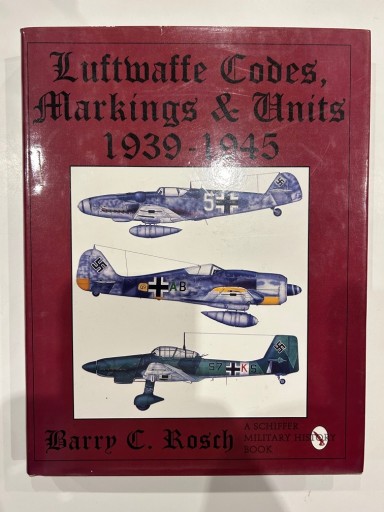 Luftwaffe Codes,
Markings & Units
1939-1945
5
AB
S7 K S
Barry C. Rosch
A SCHIFFER
MILITARY HISTORY
BOOK